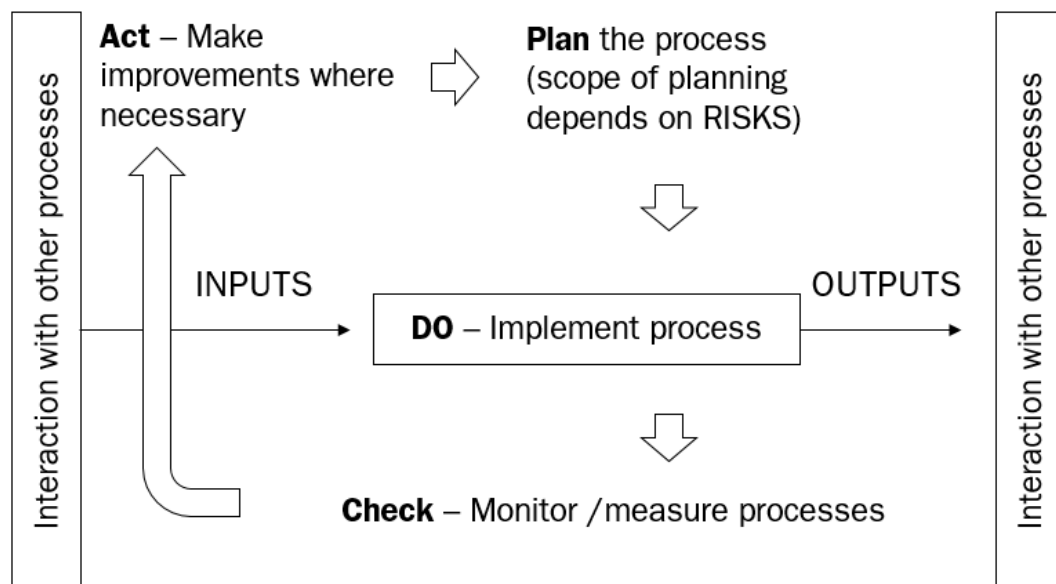 Interaction with other processes
Act – Make
improvements where
necessary
Plan the process
(scope of planning
depends on RISKS)
INPUTS
DO – Implement process
OUTPUTS
Check – Monitor /measure processes
Interaction with other processes